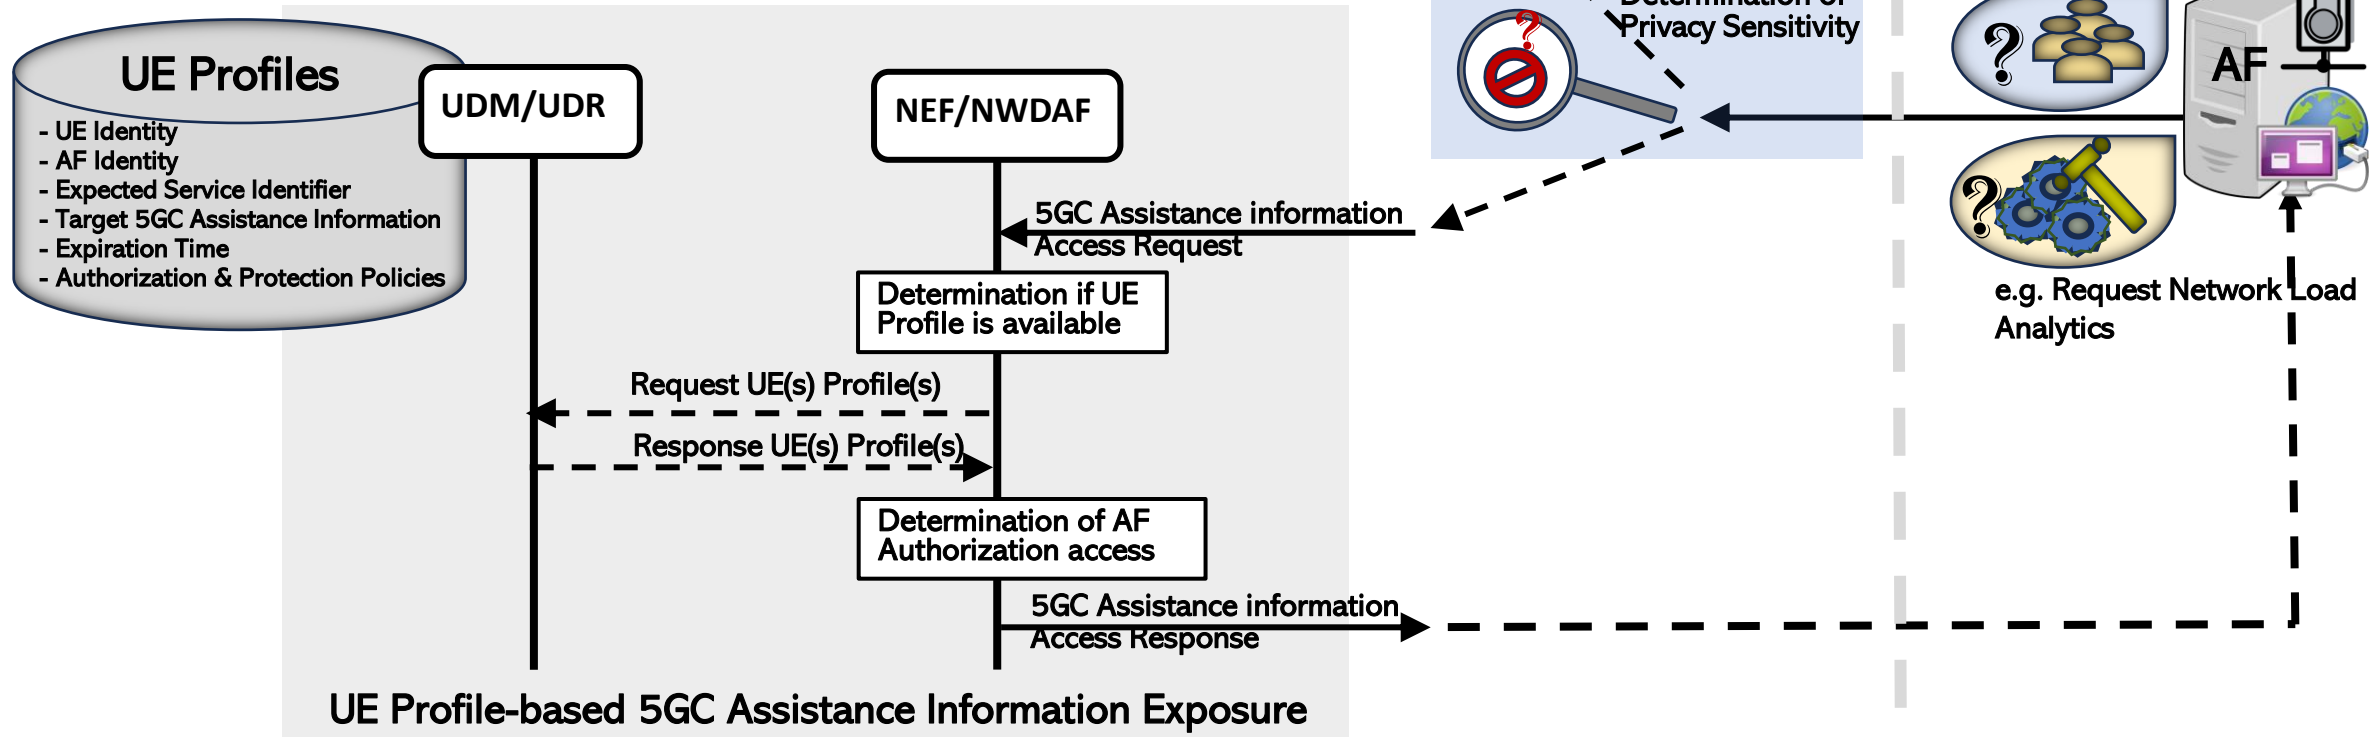 Determination of
Privacy Sensitivity
UE Profiles
- UE Identity
- AF Identity
- Expected Service Identifier
- Target 5GC Assistance Information
- Expiration Time
- Authorization & Protection Policies
UDM/UDR
NEF/NWDAF
?
?
AF
?
5GC Assistance information
Access Request
Determination if UE
Profile is available
e.g. Request Network Load
Analytics
Request UE(s) Profile(s)
Response UE(s) Profile(s)
Determination of AF
Authorization access
5GC Assistance information
Access Response
UE Profile-based 5GC Assistance Information Exposure